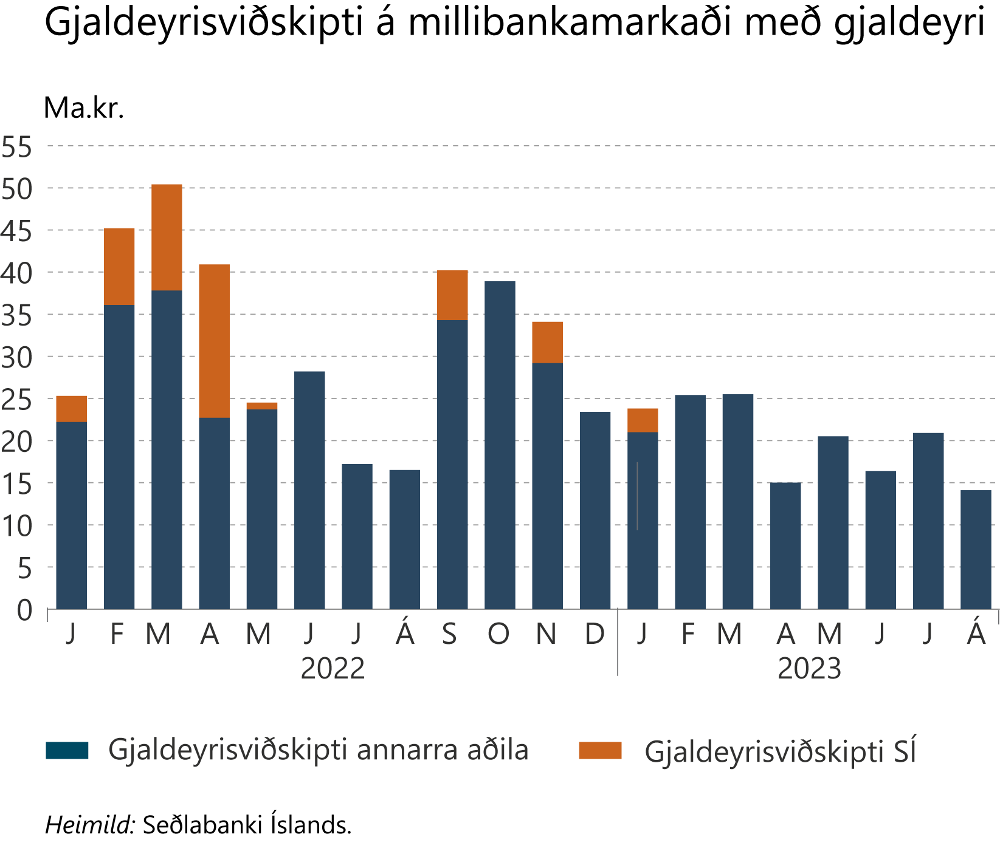 Gjaldeyrisviðskipti á millibankamarkaði með gjaldeyri
Ma.kr.
55
50
45
40
35
30
25
20
15
10
5
0
J F M A M J J Á S O N D J F M A M J J Á
2022 2023
Gjaldeyrisviðskipti annarra aðila Gjaldeyrisviðskipti SÍ
Heimild: Seðlabanki Íslands.